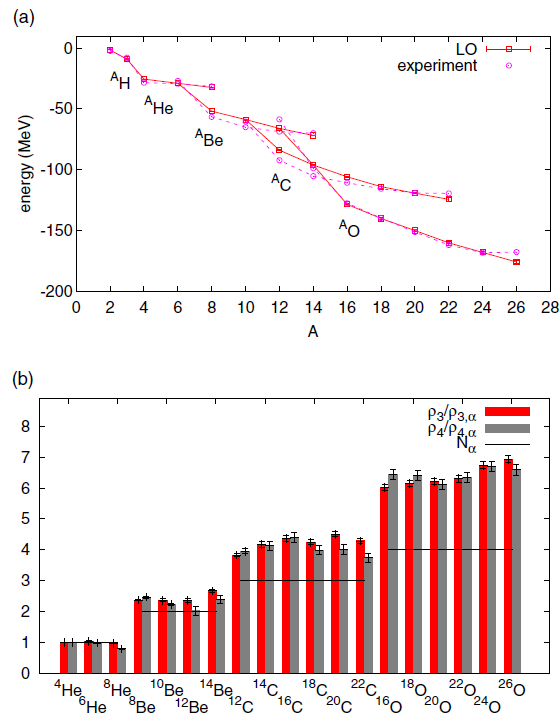 (a)
0
-50
-100
-150
-200
energy (MeV)
LO
experiment
ᴬH
ᴬHe
ᴬBe
ᴬC
ᴬO
0 2 4 6 8 10 12 14 16 18 20 22 24 26 28
A
(b)
ρ₃/ρ₃,α
ρ₄/ρ₄,α
Nα
8
7
6
5
4
3
2
1
0
⁴He ⁸He ¹⁰Be ¹⁴Be ¹⁴C ¹⁸C ²²C ¹⁸O ²²O ²⁶O
⁶He ⁸Be ¹²Be ¹²C ¹⁶C ²⁰C ¹⁶O ²⁰O ²⁴O